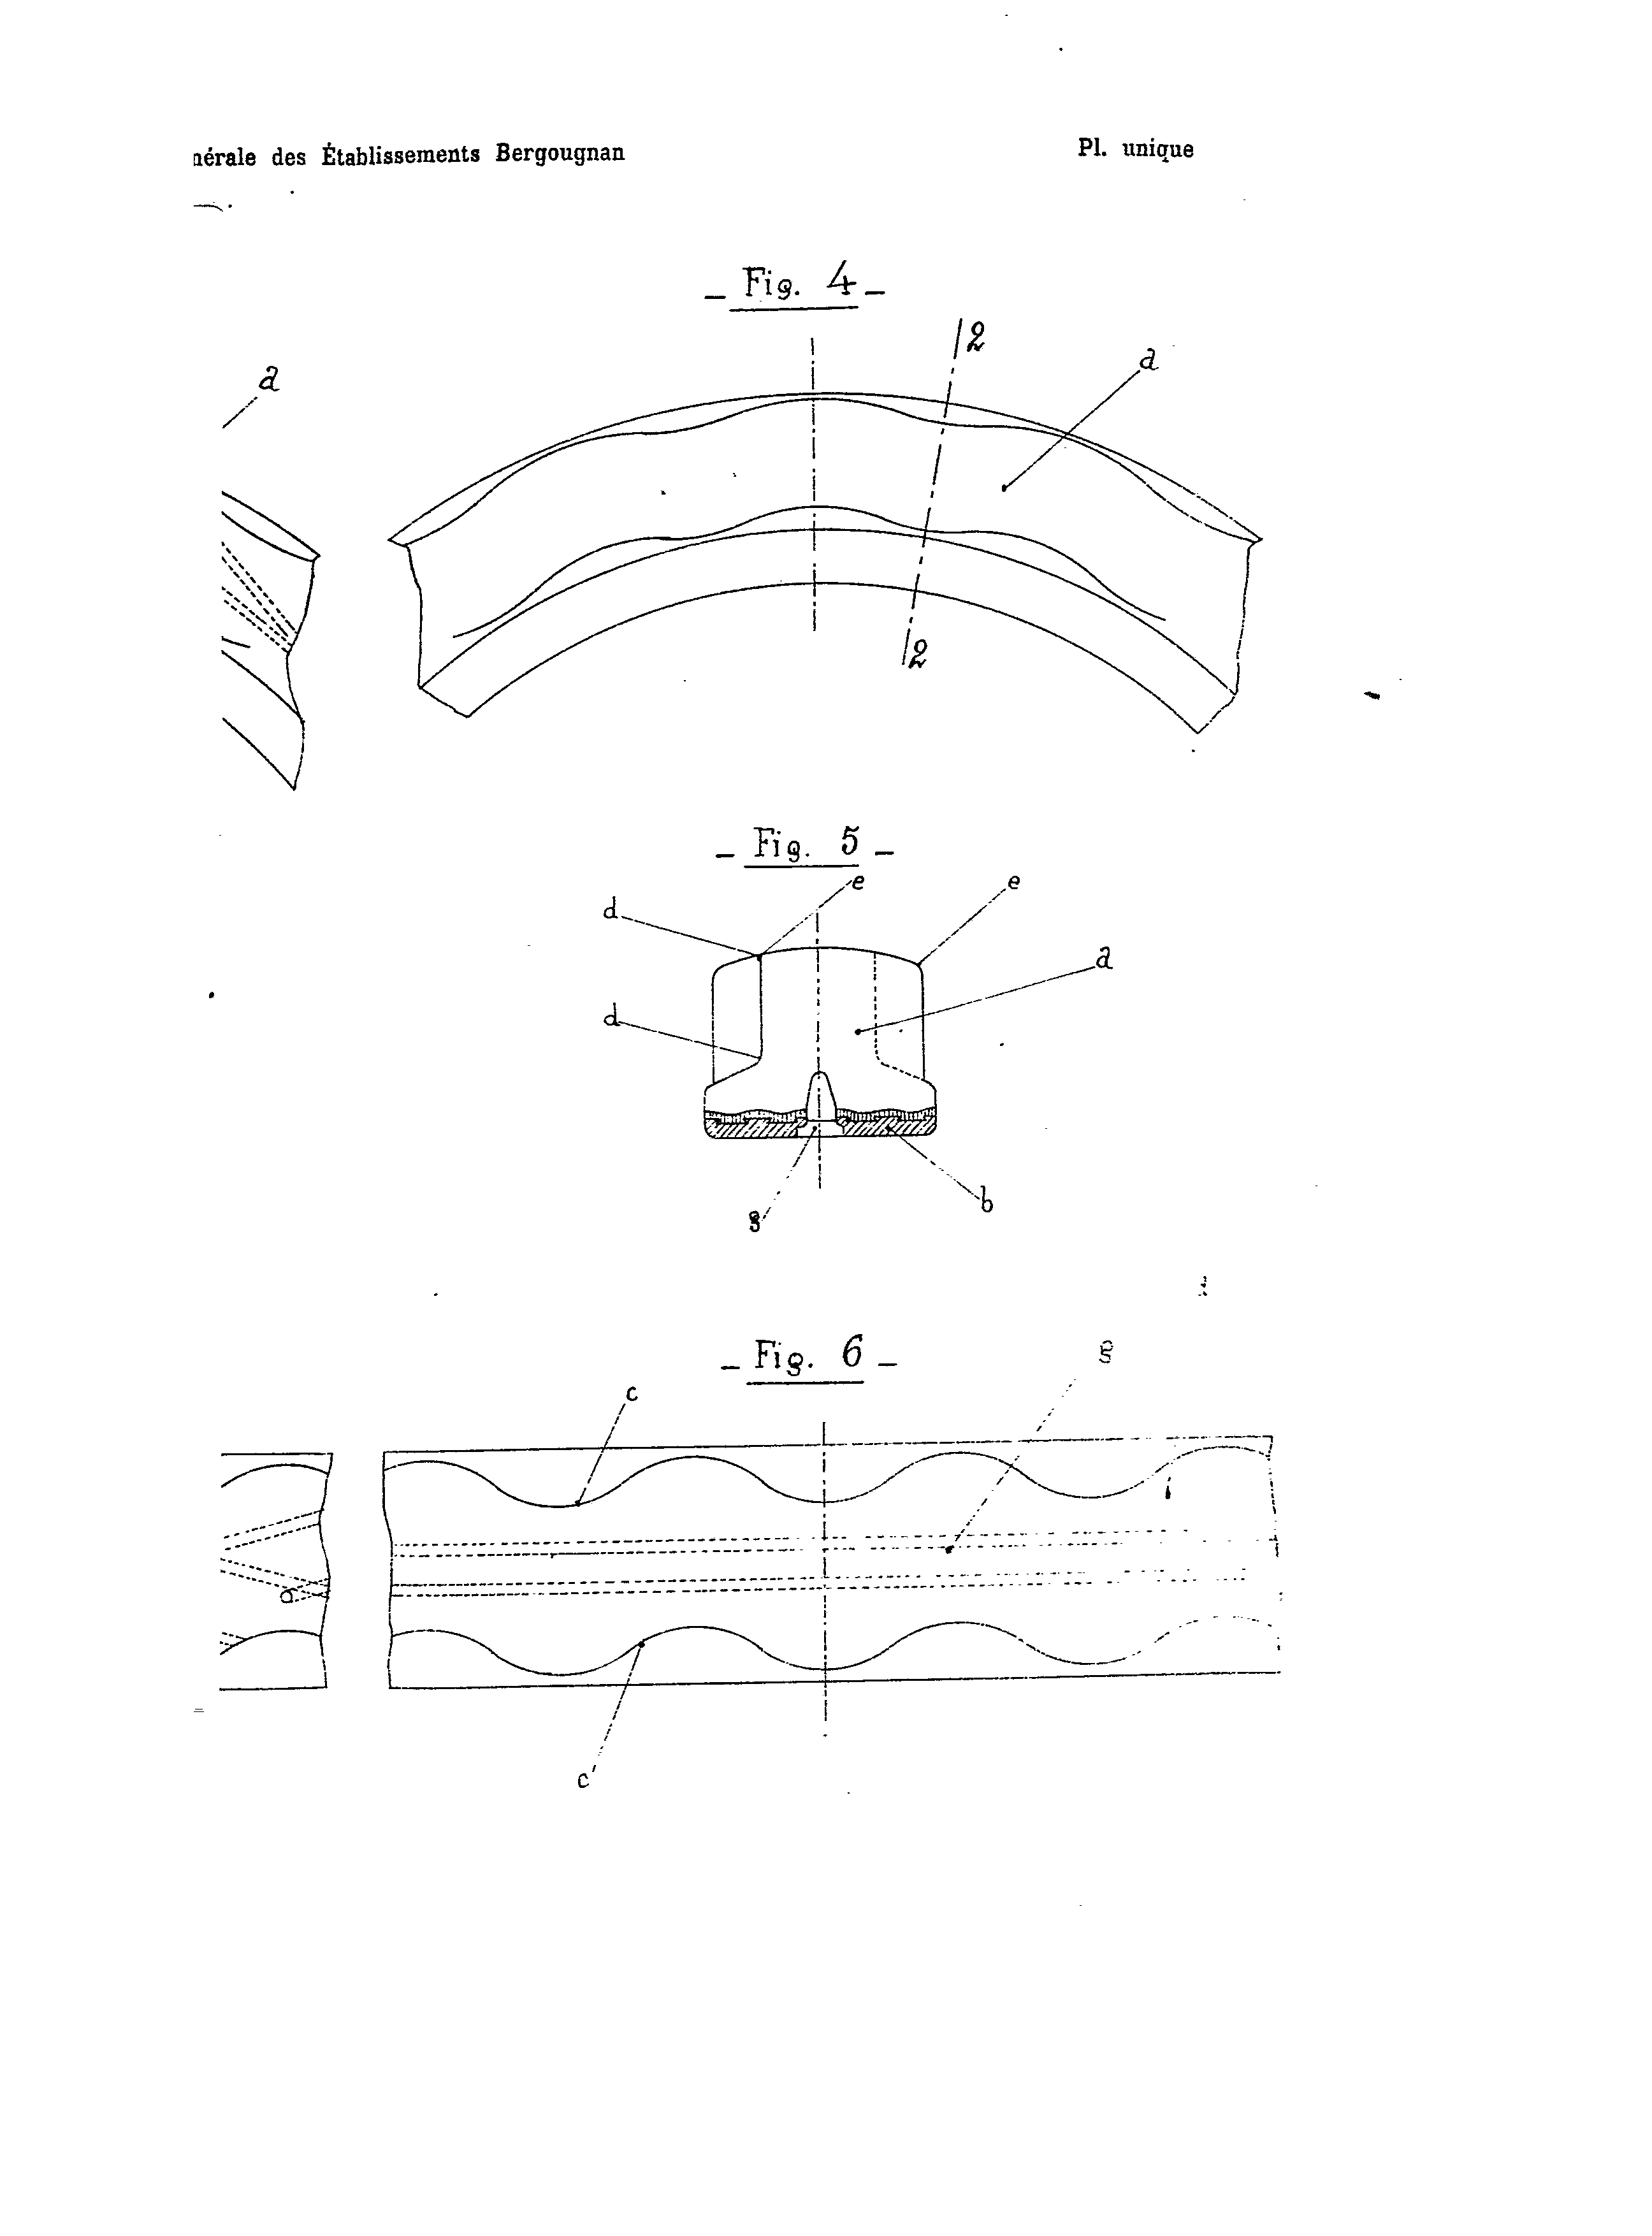 nérale des Établissements Bergougnan
Pl. unique
_ Fig. 4 _
2
a
a
2
_ Fig. 5 _
e
e
d
a
d
b
g
_ Fig. 6 _
g
c
c'